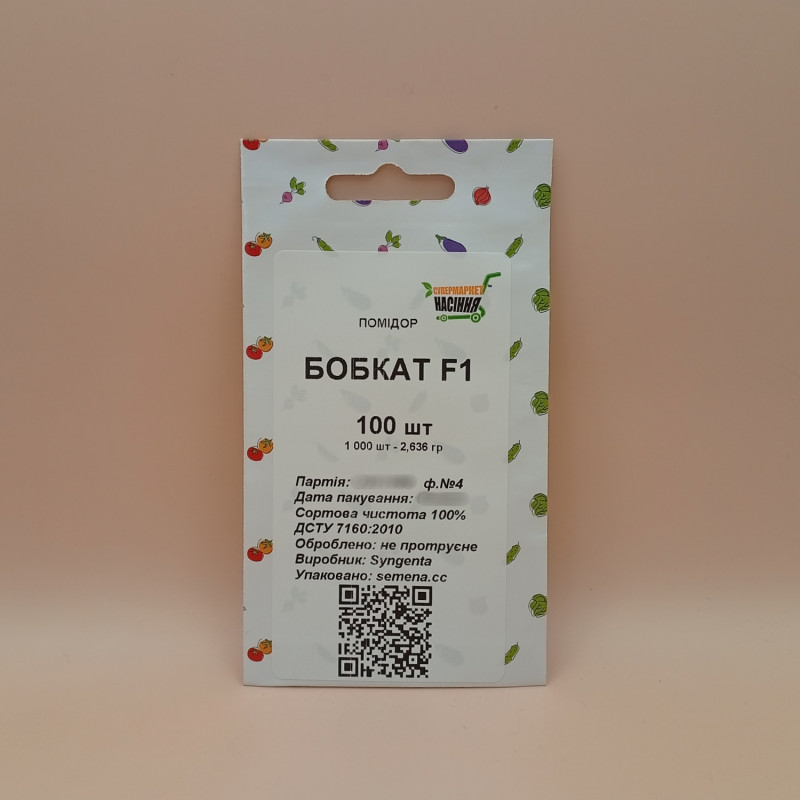 СУПЕРМАРКЕТ
НАСІННЯ
ПОМІДОР
БОБКАТ F1
100 шт
1 000 шт - 2,636 гр
Партія: ф.№4
Дата пакування:
Сортова чистота 100%
ДСТУ 7160:2010
Оброблено: не протруєне
Виробник: Syngenta
Упаковано: semena.cc